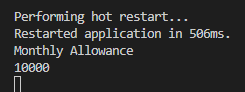 Performing hot restart...
Restarted application in 506ms.
Monthly Allowance
10000